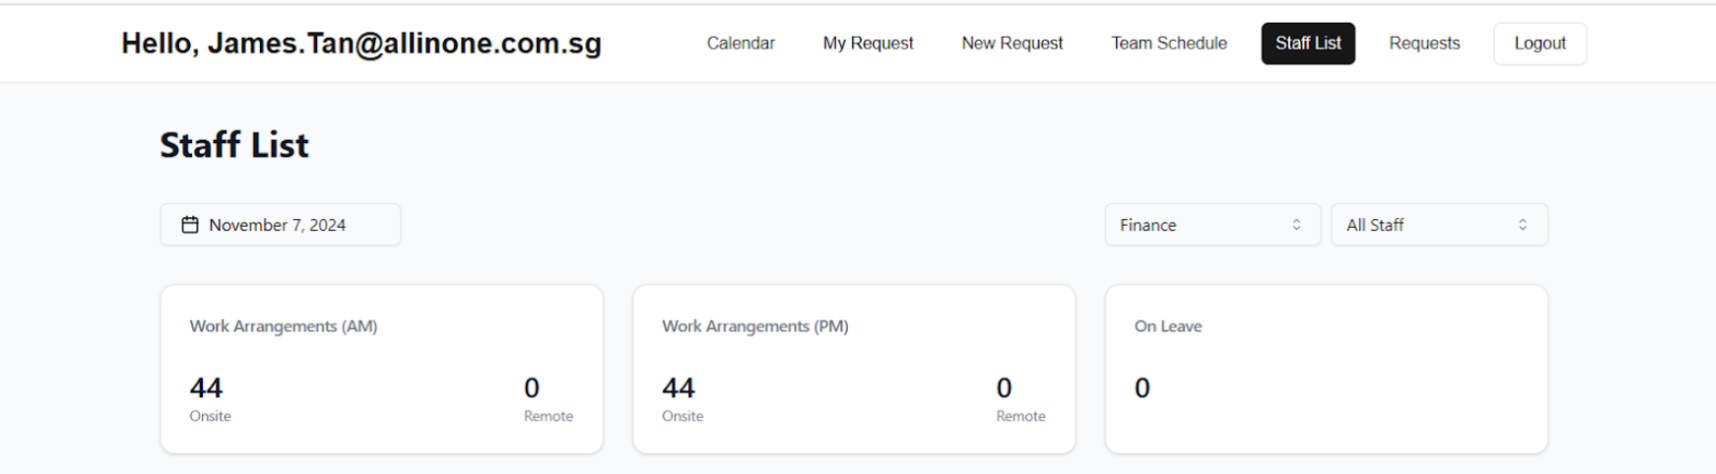 Hello, James.Tan@allinone.com.sg Calendar My Request New Request Team Schedule Staff List Requests Logout
Staff List
November 7, 2024 Finance All Staff
Work Arrangements (AM) Work Arrangements (PM) On Leave
44 0 44 0 0
Onsite Remote Onsite Remote